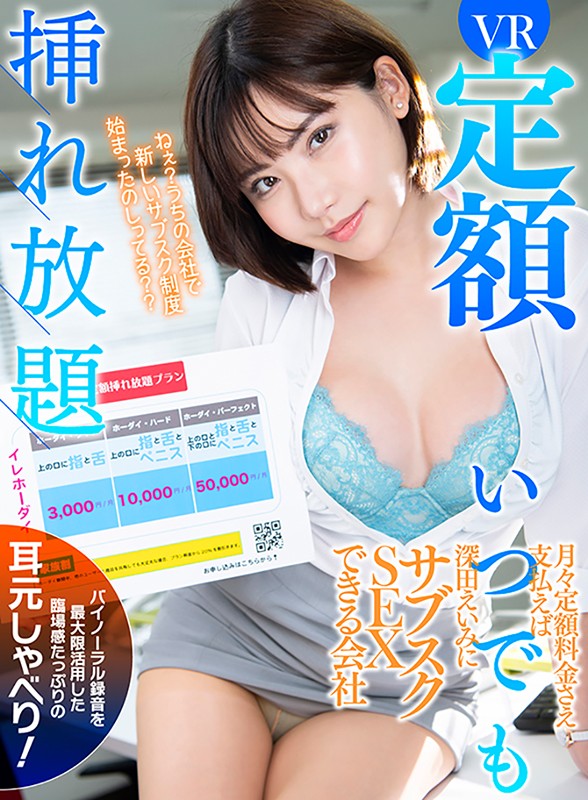 VR
定額
いつでも
挿れ放題
ねぇ？うちの会社で
新しいサブスク制度
始まったのしってる？？
額挿れ放題プラン
ホーダイ・ハード
ホーダイ・パーフェクト
上の口に指と舌
上の口に指と舌とペニス
上の口と下の口に指と舌とペニス
3,000円/月
10,000円/月
50,000円/月
お申し込みはこちらから↑
イレホーダイ
月々定額料金さえ
支払えば
深田えいみに
サブスク
SEX
できる会社
バイノーラル録音を
最大限活用した
臨場感たっぷりの
耳元しゃべり！